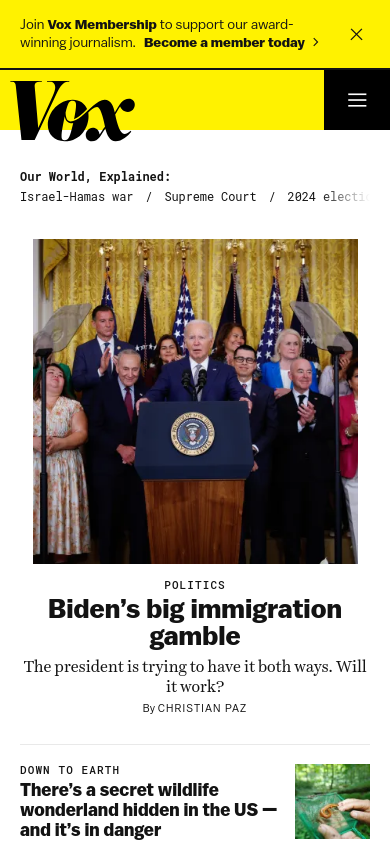 Join Vox Membership to support our award-
winning journalism. Become a member today
Vox
Our World, Explained:
Israel-Hamas war / Supreme Court / 2024 electi
POLITICS
Biden’s big immigration
gamble
The president is trying to have it both ways. Will
it work?
By CHRISTIAN PAZ
DOWN TO EARTH
There’s a secret wildlife
wonderland hidden in the US —
and it’s in danger